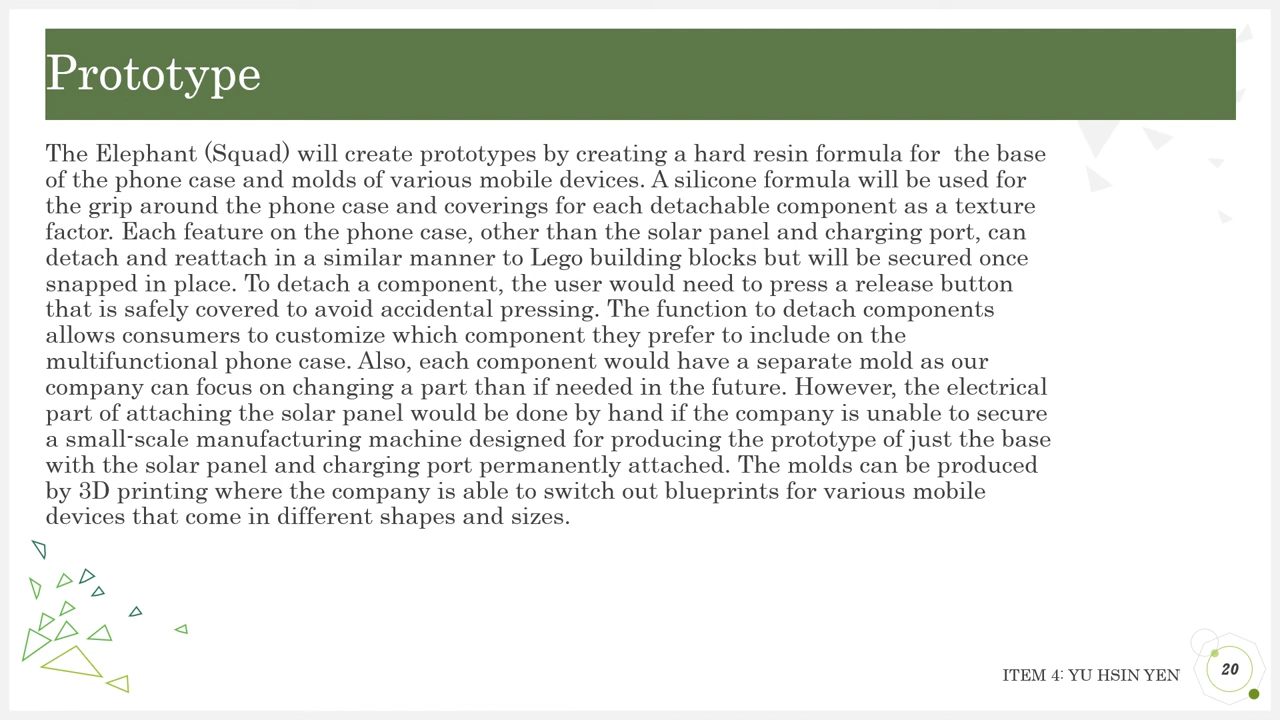 Prototype
The Elephant (Squad) will create prototypes by creating a hard resin formula for  the base
of the phone case and molds of various mobile devices. A silicone formula will be used for
the grip around the phone case and coverings for each detachable component as a texture
factor. Each feature on the phone case, other than the solar panel and charging port, can
detach and reattach in a similar manner to Lego building blocks but will be secured once
snapped in place. To detach a component, the user would need to press a release button
that is safely covered to avoid accidental pressing. The function to detach components
allows consumers to customize which component they prefer to include on the
multifunctional phone case. Also, each component would have a separate mold as our
company can focus on changing a part than if needed in the future. However, the electrical
part of attaching the solar panel would be done by hand if the company is unable to secure
a small-scale manufacturing machine designed for producing the prototype of just the base
with the solar panel and charging port permanently attached. The molds can be produced
by 3D printing where the company is able to switch out blueprints for various mobile
devices that come in different shapes and sizes.
ITEM 4: YU HSIN YEN
20